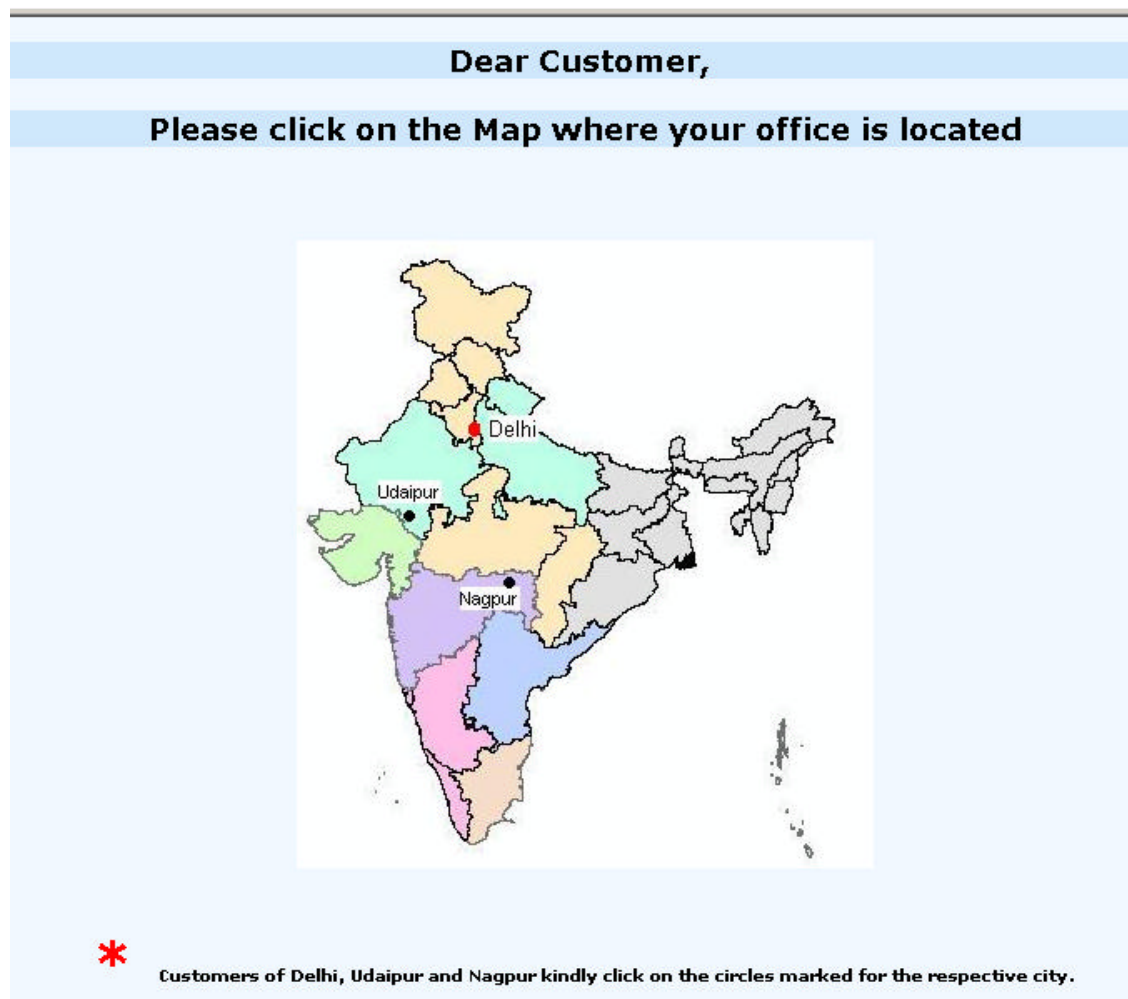 Dear Customer,
Please click on the Map where your office is located
Delhi
Udaipur
Nagpur
* Customers of Delhi, Udaipur and Nagpur kindly click on the circles marked for the respective city.